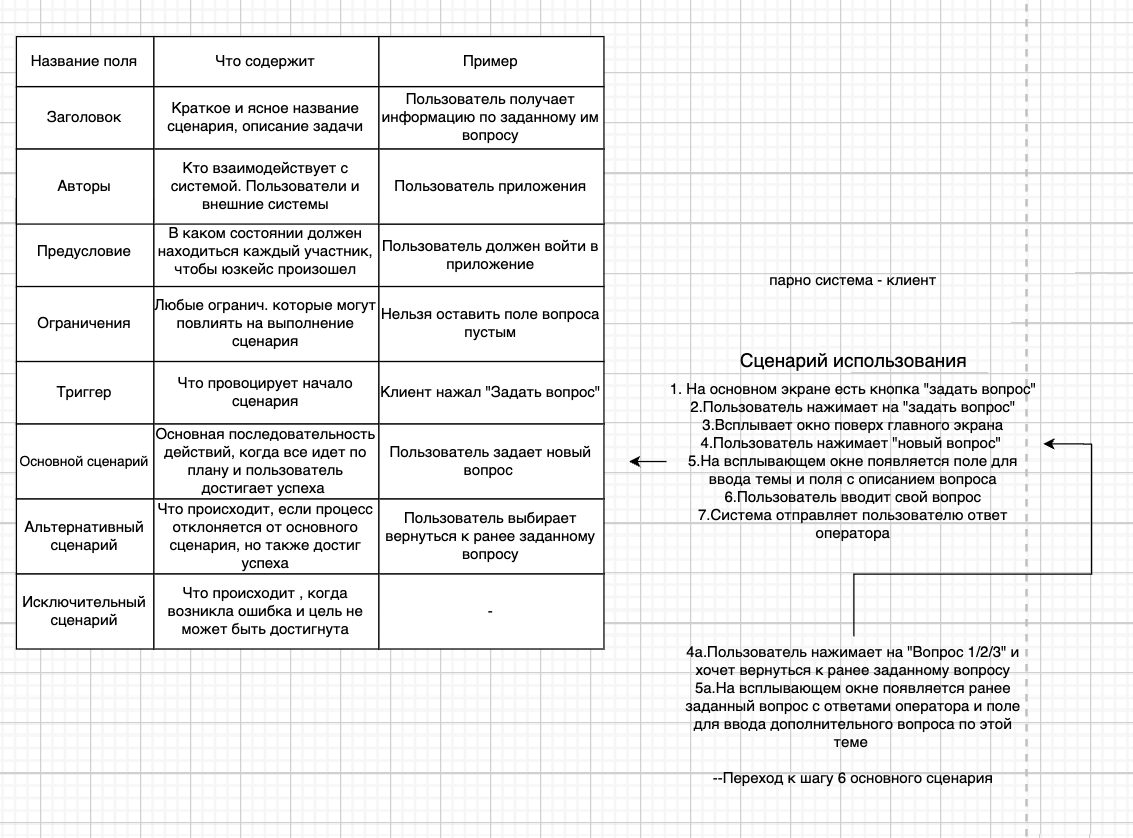 Название поля
Что содержит
Пример
Заголовок
Краткое и ясное название
сценария, описание задачи
Пользователь получает
информацию по заданному им
вопросу
Авторы
Кто взаимодействует с
системой. Пользователи и
внешние системы
Пользователь приложения
Предусловие
В каком состоянии должен
находиться каждый участник,
чтобы юзкейс произошел
Пользователь должен войти в
приложение
Ограничения
Любые огранич. которые могут
повлиять на выполнение
сценария
Нельзя оставить поле вопроса
пустым
Триггер
Что провоцирует начало
сценария
Клиент нажал "Задать вопрос"
Основной сценарий
Основная последовательность
действий, когда все идет по
плану и пользователь
достигает успеха
Пользователь задает новый
вопрос
Альтернативный
сценарий
Что происходит, если процесс
отклоняется от основного
сценария, но также достиг
успеха
Пользователь выбирает
вернуться к ранее заданному
вопросу
Исключительный
сценарий
Что происходит , когда
возникла ошибка и цель не
может быть достигнута
-
парно система - клиент
Сценарий использования
1. На основном экране есть кнопка "задать вопрос"
2.Пользователь нажимает на "задать вопрос"
3.Всплывает окно поверх главного экрана
4.Пользователь нажимает "новый вопрос"
5.На всплывающем окне появляется поле для
ввода темы и поля с описанием вопроса
6.Пользователь вводит свой вопрос
7.Система отправляет пользователю ответ
оператора
4а.Пользователь нажимает на "Вопрос 1/2/3" и
хочет вернуться к ранее заданному вопросу
5а.На всплывающем окне появляется ранее
заданный вопрос с ответами оператора и поле
для ввода дополнительного вопроса по этой
теме
--Переход к шагу 6 основного сценария